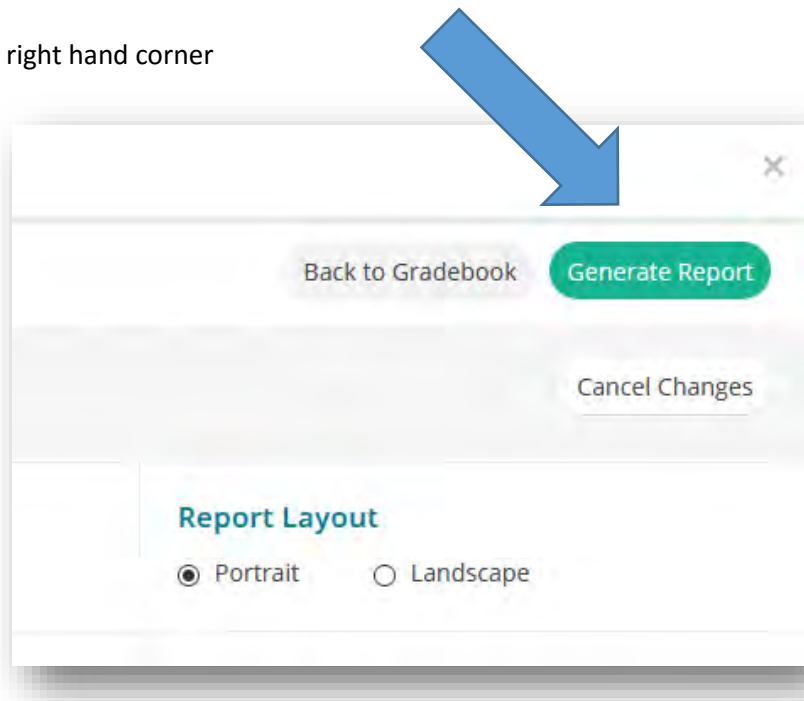 right hand corner
Back to Gradebook Generate Report
Cancel Changes
Report Layout
Portrait Landscape